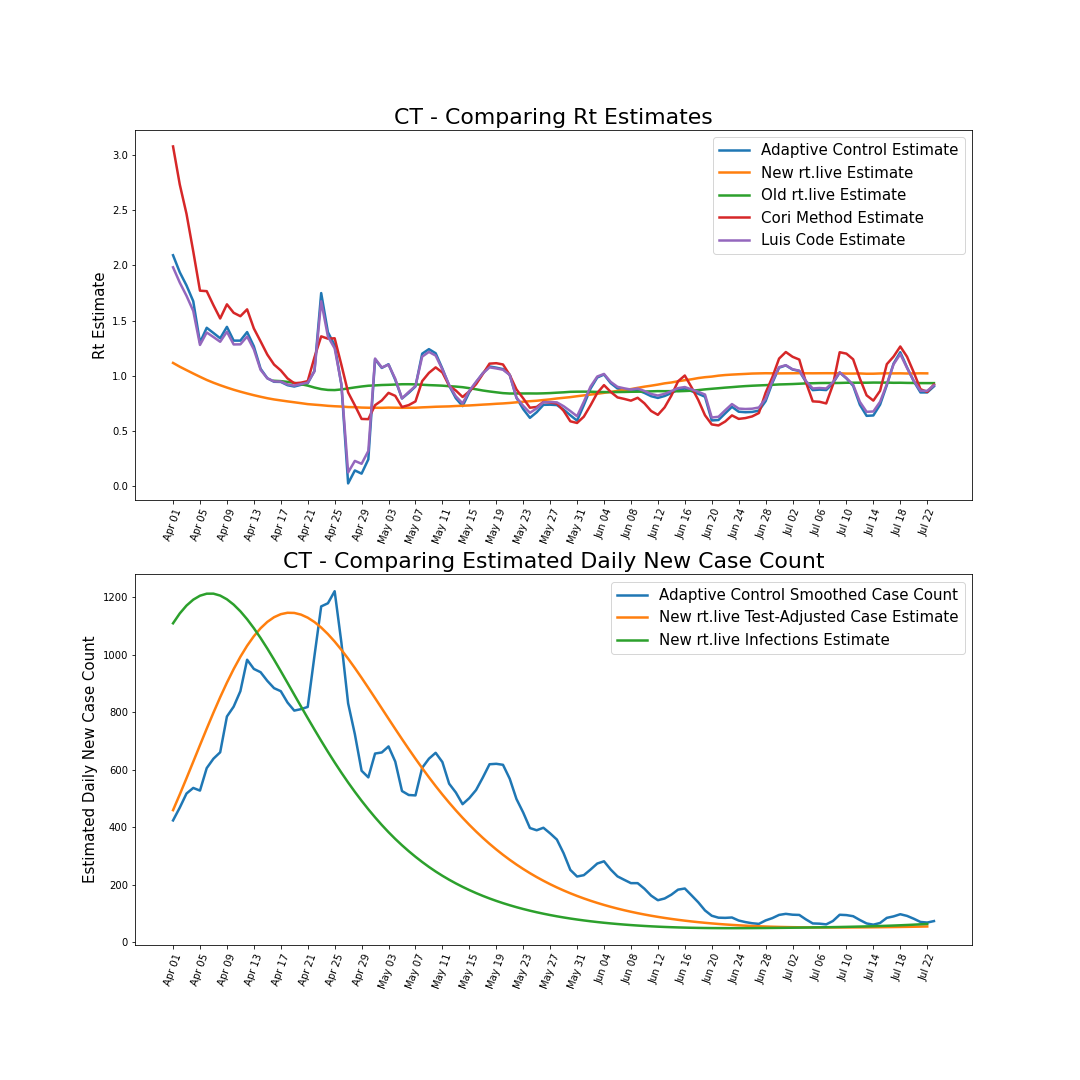 CT - Comparing Rt Estimates
Rt Estimate
3.0
2.5
2.0
1.5
1.0
0.5
0.0
Adaptive Control Estimate
New rt.live Estimate
Old rt.live Estimate
Cori Method Estimate
Luis Code Estimate
Apr 01 Apr 05 Apr 09 Apr 13 Apr 17 Apr 21 Apr 25 Apr 29 May 03 May 07 May 11 May 15 May 19 May 23 May 27 May 31 Jun 04 Jun 08 Jun 12 Jun 16 Jun 20 Jun 24 Jun 28 Jul 02 Jul 06 Jul 10 Jul 14 Jul 18 Jul 22
CT - Comparing Estimated Daily New Case Count
Estimated Daily New Case Count
1200
1000
800
600
400
200
0
Adaptive Control Smoothed Case Count
New rt.live Test-Adjusted Case Estimate
New rt.live Infections Estimate
Apr 01 Apr 05 Apr 09 Apr 13 Apr 17 Apr 21 Apr 25 Apr 29 May 03 May 07 May 11 May 15 May 19 May 23 May 27 May 31 Jun 04 Jun 08 Jun 12 Jun 16 Jun 20 Jun 24 Jun 28 Jul 02 Jul 06 Jul 10 Jul 14 Jul 18 Jul 22